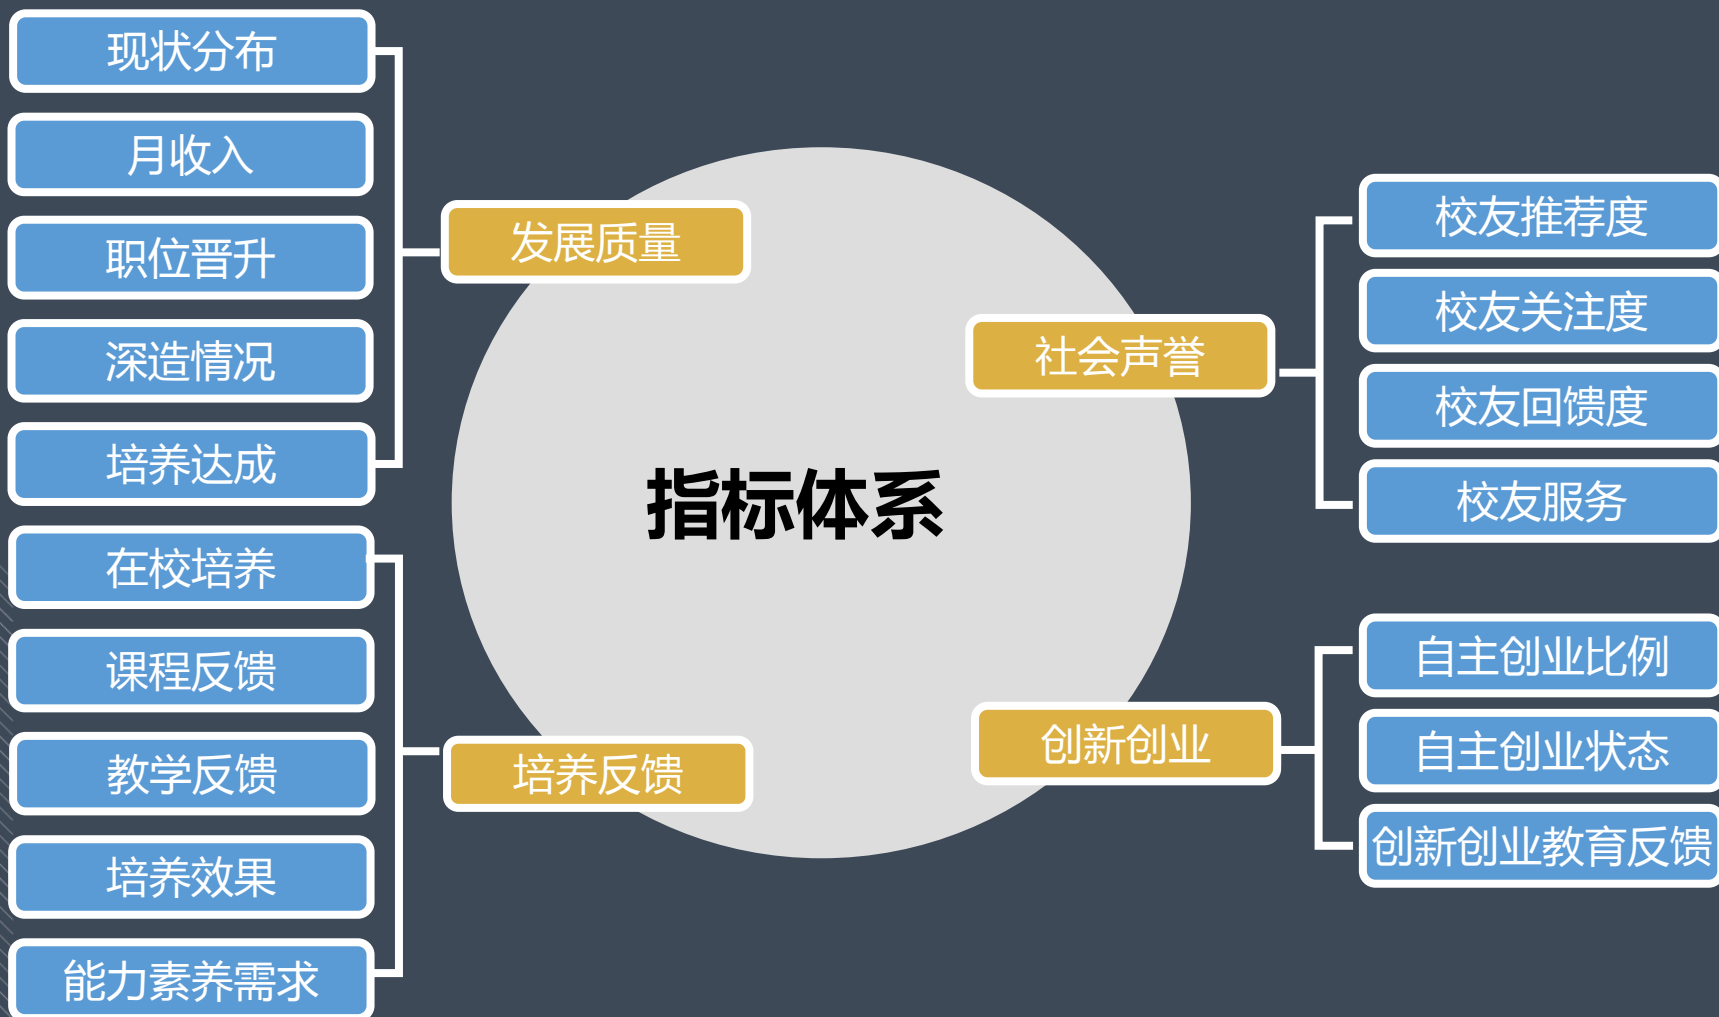 现状分布
月收入
职位晋升
深造情况
培养达成
发展质量
在校培养
课程反馈
教学反馈
培养效果
能力素养需求
培养反馈
指标体系
社会声誉
校友推荐度
校友关注度
校友回馈度
校友服务
创新创业
自主创业比例
自主创业状态
创新创业教育反馈